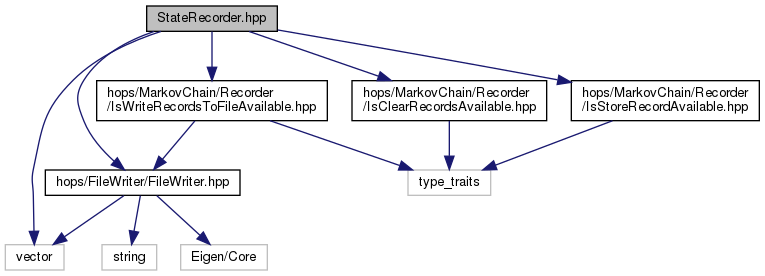 StateRecorder.hpp
hops/MarkovChain/Recorder
/IsWriteRecordsToFileAvailable.hpp
hops/MarkovChain/Recorder
/IsClearRecordsAvailable.hpp
hops/MarkovChain/Recorder
/IsStoreRecordAvailable.hpp
hops/FileWriter/FileWriter.hpp
type_traits
vector
string
Eigen/Core